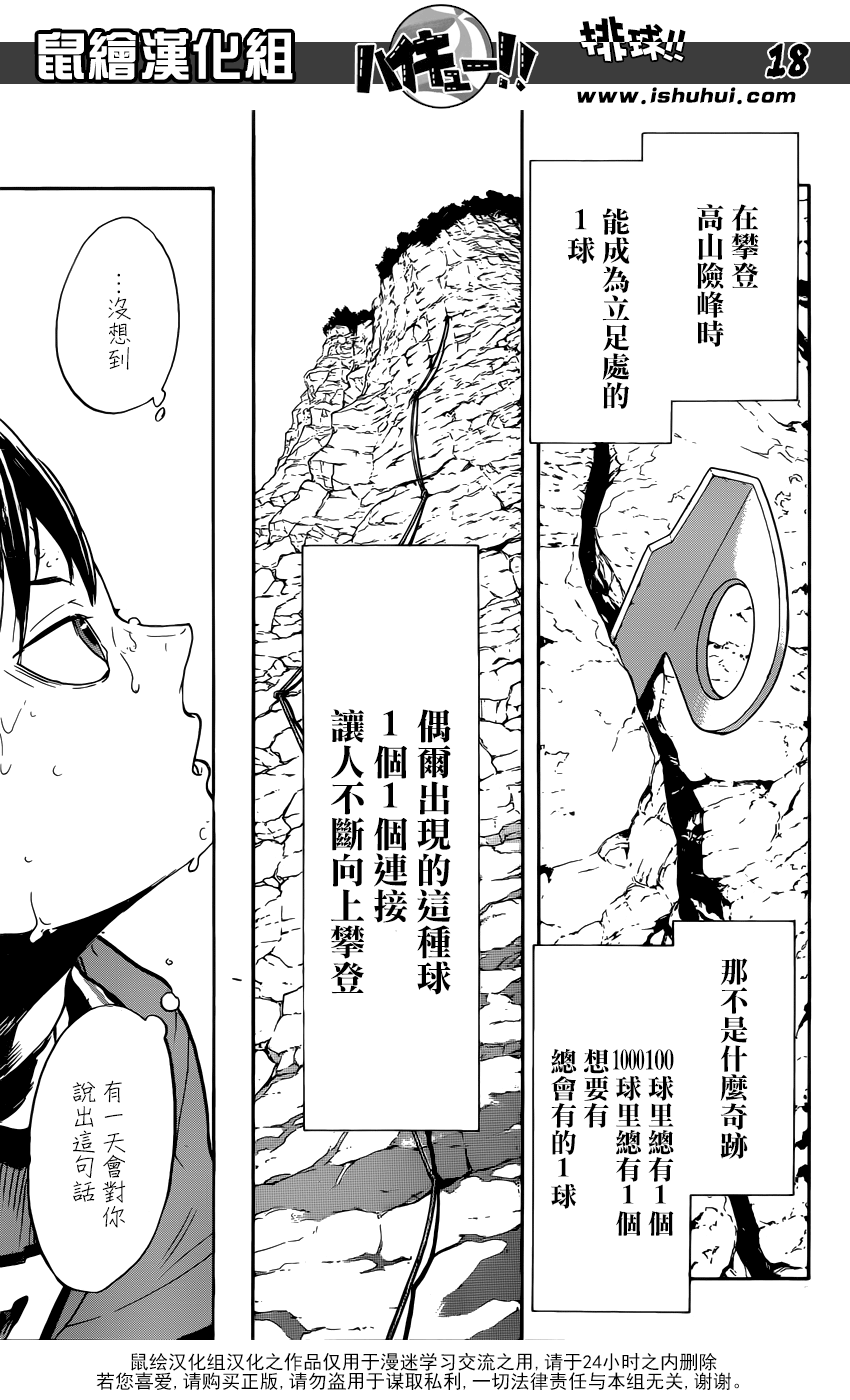 鼠繪漢化組
ハイキュー!!
排球!!
18
www.ishuhui.com
在攀登
高山險峰時
能成為立足處的
1球
那不是什麼奇跡
100球里總有1個
1000球里總有1個
想要有
總會有的1球
偶爾出現的這種球
1個1個連接
讓人不斷向上攀登
…沒想到
有一天會對你
說出這句話
鼠绘汉化组汉化之作品仅用于漫迷学习交流之用,请于24小时之内删除
若您喜爱,请购买正版,请勿盗用于谋取私利,一切法律责任与本组无关,谢谢。